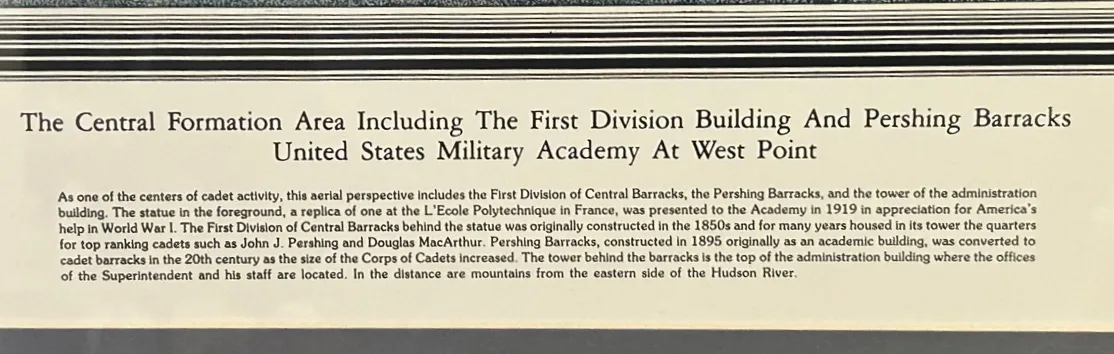 The Central Formation Area Including The First Division Building And Pershing Barracks
United States Military Academy At West Point
As one of the centers of cadet activity, this aerial perspective includes the First Division of Central Barracks, the Pershing Barracks, and the tower of the administration
building. The statue in the foreground, a replica of one at the L'Ecole Polytechnique in France, was presented to the Academy in 1919 in appreciation for America's
help in World War I. The First Division of Central Barracks behind the statue was originally constructed in the 1850s and for many years housed in its tower the quarters
for top ranking cadets such as John J. Pershing and Douglas MacArthur. Pershing Barracks, constructed in 1895 originally as an academic building, was converted to
cadet barracks in the 20th century as the size of the Corps of Cadets increased. The tower behind the barracks is the top of the administration building where the offices
of the Superintendent and his staff are located. In the distance are mountains from the eastern side of the Hudson River.